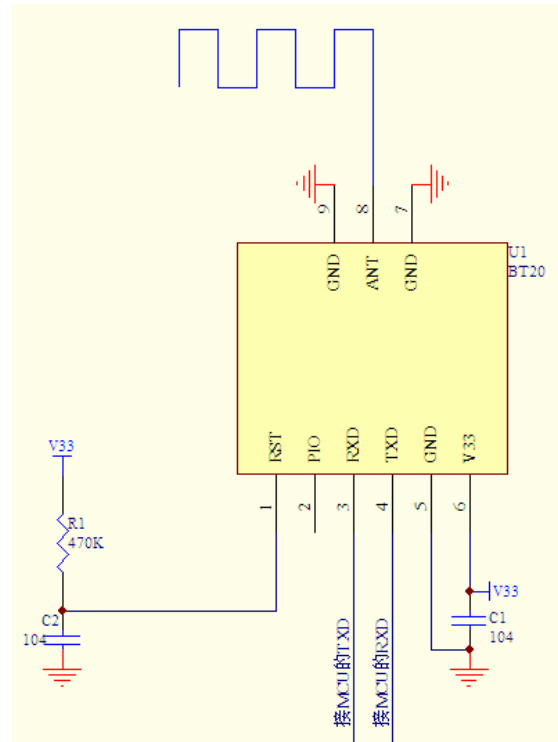 9
8
7
GND
ANT
GND
U1
BT20
RST
PIO
RXD
TXD
GND
V33
1
2
3
4
5
6
V33
R1
470K
C2
104
V33
C1
104
接MCU的TXD
接MCU的RXD